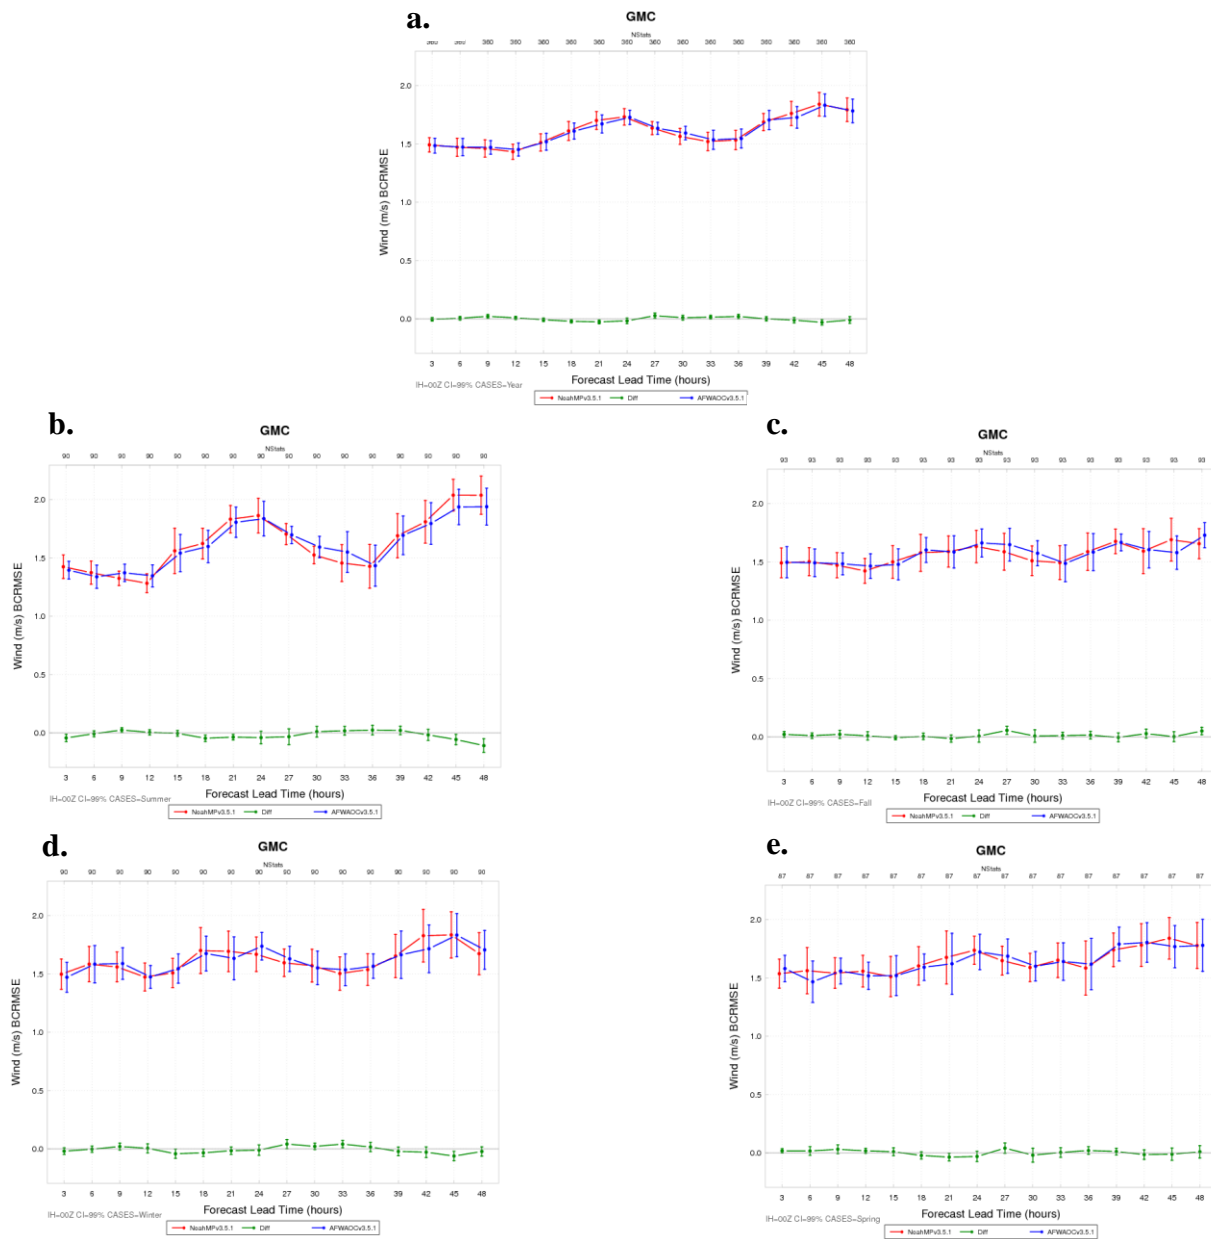 a.
GMC
NStats
360 360 360 360 360 360 360 360 360 360 360 360 360 360 360 360
2.0
1.5
1.0
0.5
0.0
Wind (m/s) BCRMSE
3 6 9 12 15 18 21 24 27 30 33 36 39 42 45 48
Forecast Lead Time (hours)
IH=00Z CI=99% CASES=Year
NoahMPv3.5.1 Diff AFWAOCv3.5.1
b.
GMC
NStats
90 90 90 90 90 90 90 90 90 90 90 90 90 90 90 90
2.0
1.5
1.0
0.5
0.0
Wind (m/s) BCRMSE
3 6 9 12 15 18 21 24 27 30 33 36 39 42 45 48
Forecast Lead Time (hours)
IH=00Z CI=99% CASES=Summer
NoahMPv3.5.1 Diff AFWAOCv3.5.1
c.
GMC
NStats
93 93 93 93 93 93 93 93 93 93 93 93 93 93 93 93
2.0
1.5
1.0
0.5
0.0
Wind (m/s) BCRMSE
3 6 9 12 15 18 21 24 27 30 33 36 39 42 45 48
Forecast Lead Time (hours)
IH=00Z CI=99% CASES=Fall
NoahMPv3.5.1 Diff AFWAOCv3.5.1
d.
GMC
NStats
90 90 90 90 90 90 90 90 90 90 90 90 90 90 90 90
2.0
1.5
1.0
0.5
0.0
Wind (m/s) BCRMSE
3 6 9 12 15 18 21 24 27 30 33 36 39 42 45 48
Forecast Lead Time (hours)
IH=00Z CI=99% CASES=Winter
NoahMPv3.5.1 Diff AFWAOCv3.5.1
e.
GMC
NStats
87 87 87 87 87 87 87 87 87 87 87 87 87 87 87 87
2.0
1.5
1.0
0.5
0.0
Wind (m/s) BCRMSE
3 6 9 12 15 18 21 24 27 30 33 36 39 42 45 48
Forecast Lead Time (hours)
IH=00Z CI=99% CASES=Spring
NoahMPv3.5.1 Diff AFWAOCv3.5.1